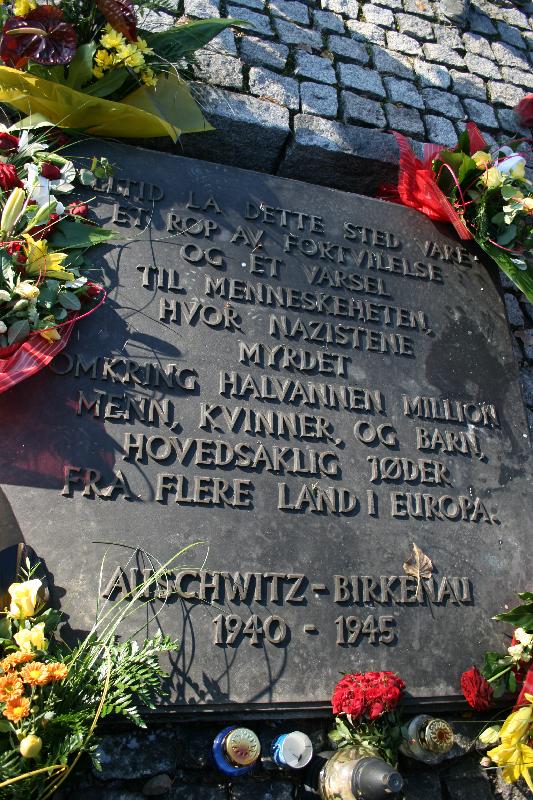 ALLTID LA DETTE STED VÆRE
ET ROP AV FORTVILELSE
OG ET VARSEL
TIL MENNESKEHETEN,
HVOR NAZISTENE
MYRDET
OMKRING HALVANNEN MILLION
MENN, KVINNER, OG BARN,
HOVEDSAKLIG JØDER
FRA FLERE LAND I EUROPA.
AUSCHWITZ-BIRKENAU
1940 - 1945